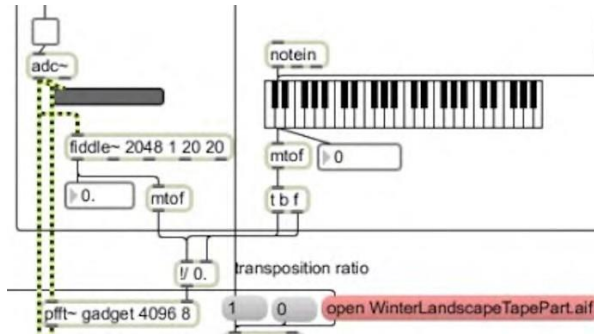 adc~
notein
fiddle~ 2048 1 20 20
mtof
0
0.
mtof
t b f
!/ 0.
transposition ratio
pfft~ gadget 4096 8
1
0
open WinterLandscapeTapePart.aif